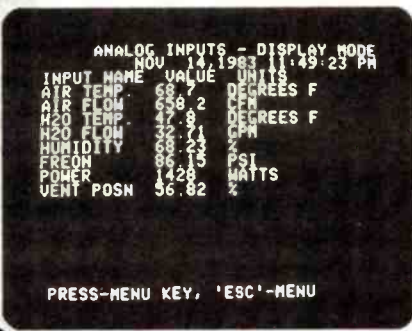 ANALOG INPUTS - DISPLAY MODE
NOV 14,1983 11:49:23 PM
INPUT NAME VALUE UNITS
AIR TEMP. 68.7 DEGREES F
AIR FLOW 658.2 CFM
H2O TEMP. 47.8 DEGREES F
H2O FLOW 32.71 GPM
HUMIDITY 68.23 %
FREON 86.15 PSI
POWER 1428 WATTS
VENT POSN 56.82 %
PRESS-MENU KEY, 'ESC'-MENU